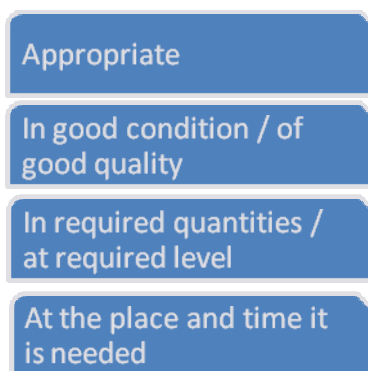 Appropriate
In good condition / of
good quality
In required quantities /
at required level
At the place and time it
is needed